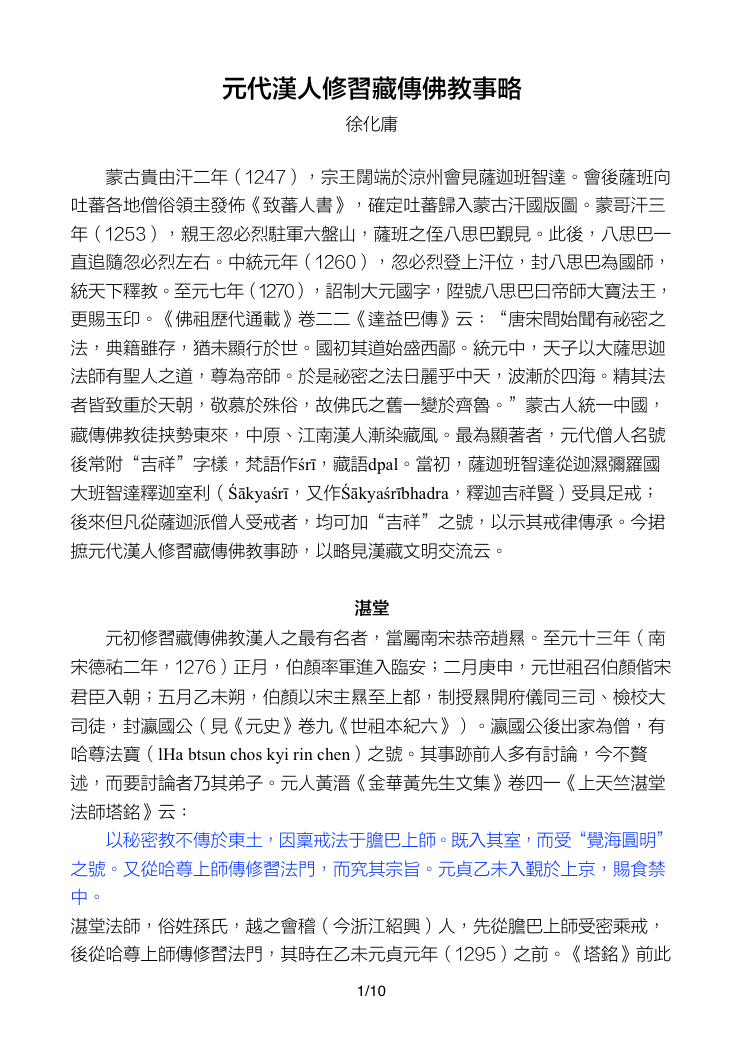 元代漢人修習藏傳佛教事略
徐化庸
蒙古貴由汗二年（1247），宗王闊端於涼州會見薩迦班智達。會後薩班向
吐蕃各地僧俗領主發佈《致蕃人書》，確定吐蕃歸入蒙古汗國版圖。蒙哥汗三
年（1253），親王忽必烈駐軍六盤山，薩班之侄八思巴覲見。此後，八思巴一
直追隨忽必烈左右。中統元年（1260），忽必烈登上汗位，封八思巴為國師，
統天下釋教。至元七年（1270），詔制大元國字，陞號八思巴曰帝師大寶法王，
更賜玉印。《佛祖歷代通載》卷二二《達益巴傳》云：“唐宋間始聞有祕密之
法，典籍雖存，猶未顯行於世。國初其道始盛西鄙。統元中，天子以大薩思迦
法師有聖人之道，尊為帝師。於是祕密之法日麗乎中天，波漸於四海。精其法
者皆致重於天朝，敬慕於殊俗，故佛氏之舊一變於齊魯。”蒙古人統一中國，
藏傳佛教徒挾勢東來，中原、江南漢人漸染藏風。最為顯著者，元代僧人名號
後常附“吉祥”字樣，梵語作śrī，藏語dpal。當初，薩迦班智達從迦濕彌羅國
大班智達釋迦室利（Śākyaśrī，又作Śākyaśrībhadra，釋迦吉祥賢）受具足戒；
後來但凡從薩迦派僧人受戒者，均可加“吉祥”之號，以示其戒律傳承。今捃
摭元代漢人修習藏傳佛教事跡，以略見漢藏文明交流云。
湛堂
元初修習藏傳佛教漢人之最有名者，當屬南宋恭帝趙㬎。至元十三年（南
宋德祐二年，1276）正月，伯顏率軍進入臨安；二月庚申，元世祖召伯顏偕宋
君臣入朝；五月乙未朔，伯顏以宋主㬎至上都，制授㬎開府儀同三司、檢校大
司徒，封瀛國公（見《元史》卷九《世祖本紀六》）。瀛國公後出家為僧，有
哈尊法寶（lHa btsun chos kyi rin chen）之號。其事跡前人多有討論，今不贅
述，而要討論者乃其弟子。元人黃溍《金華黃先生文集》卷四一《上天竺湛堂
法師塔銘》云：
以秘密教不傳於東土，因稟戒法于膽巴上師。既入其室，而受“覺海圓明”
之號。又從哈尊上師傳修習法門，而究其宗旨。元貞乙未入覲於上京，賜食禁
中。
湛堂法師，俗姓孫氏，越之會稽（今浙江紹興）人，先從膽巴上師受密乘戒，
後從哈尊上師傳修習法門，其時在乙未元貞元年（1295）之前。《塔銘》前此
1/10